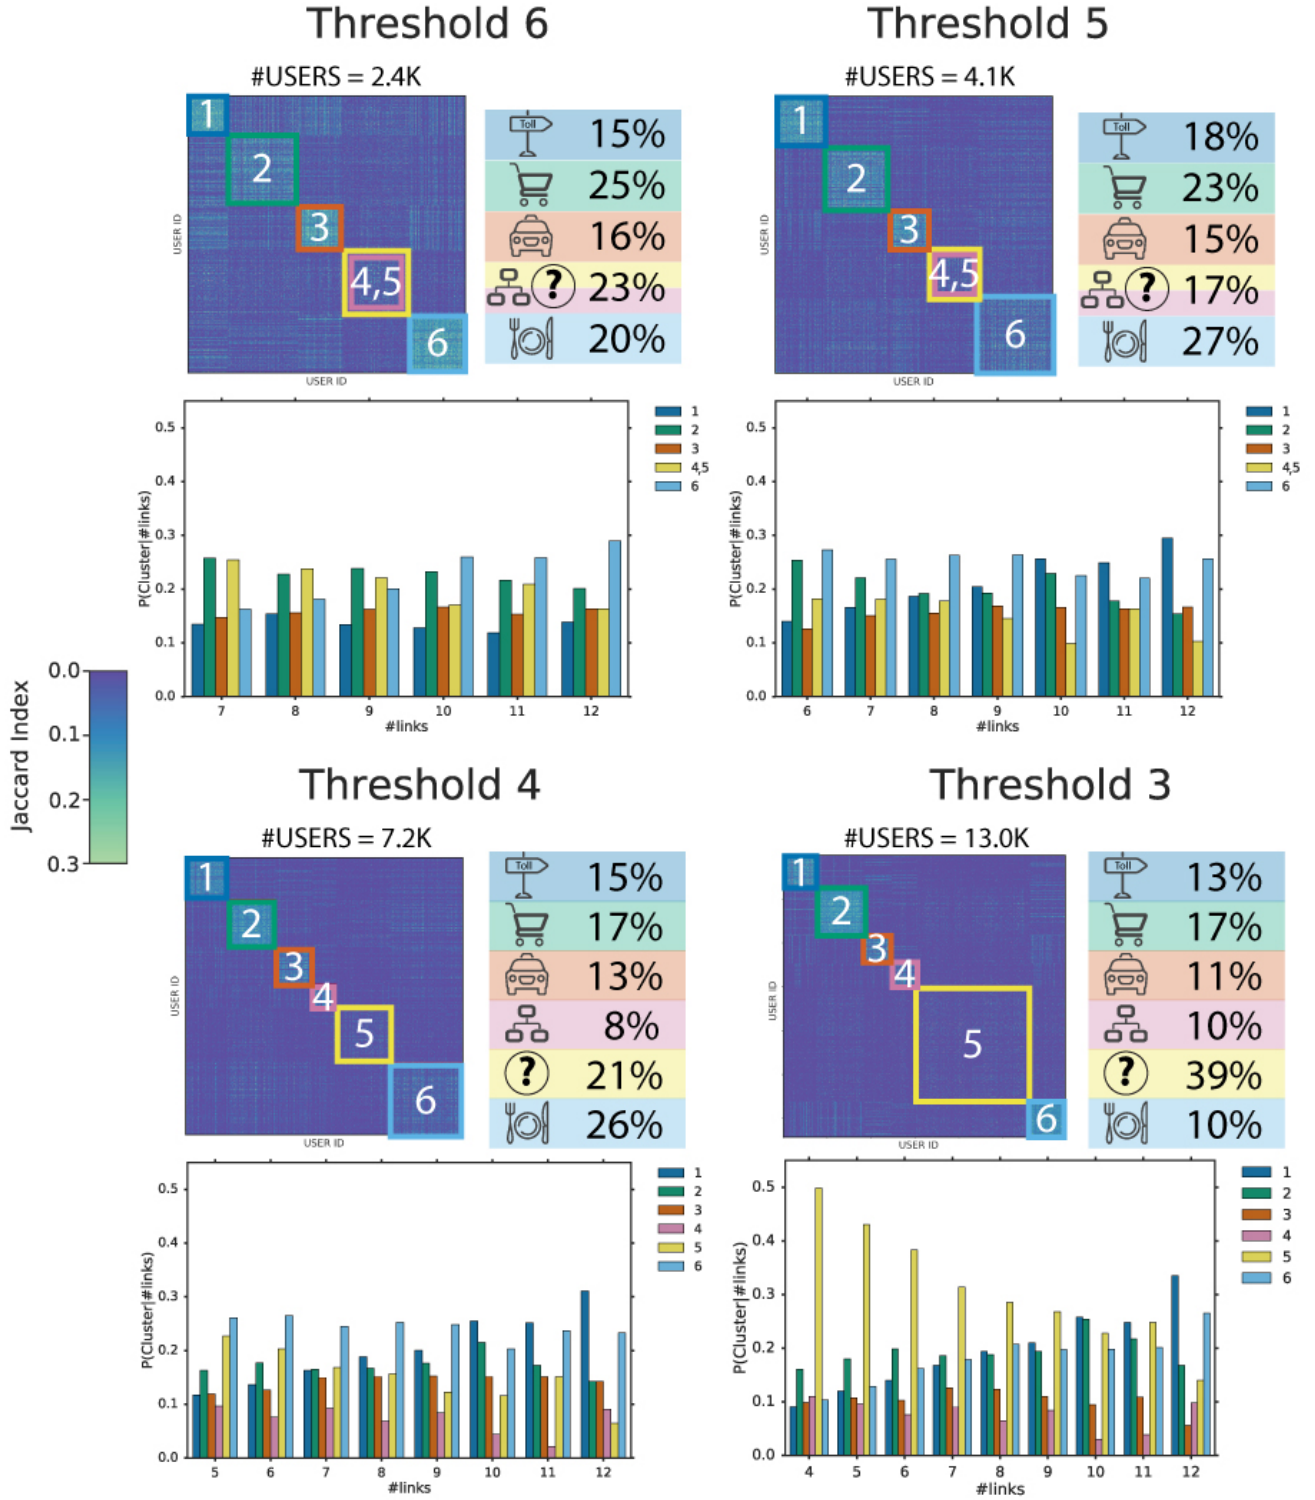 Threshold 6
#USERS = 2.4K
1
2
3
4,5
6
USER ID
USER ID
Toll
15%
25%
16%
? 23%
20%
0.5
0.4
0.3
0.2
0.1
0.0
P(Cluster|#links)
7 8 9 10 11 12
#links
1
2
3
4,5
6
Threshold 5
#USERS = 4.1K
1
2
3
4,5
6
USER ID
USER ID
Toll
18%
23%
15%
? 17%
27%
0.5
0.4
0.3
0.2
0.1
0.0
P(Cluster|#links)
6 7 8 9 10 11 12
#links
1
2
3
4,5
6
Jaccard Index
0.0
0.1
0.2
0.3
Threshold 4
#USERS = 7.2K
1
2
3
4
5
6
USER ID
USER ID
Toll
15%
17%
13%
8%
? 21%
26%
0.5
0.4
0.3
0.2
0.1
0.0
P(Cluster|#links)
5 6 7 8 9 10 11 12
#links
1
2
3
4
5
6
Threshold 3
#USERS = 13.0K
1
2
3
4
5
6
USER ID
USER ID
Toll
13%
17%
11%
10%
? 39%
10%
0.5
0.4
0.3
0.2
0.1
0.0
P(Cluster|#links)
4 5 6 7 8 9 10 11 12
#links
1
2
3
4
5
6